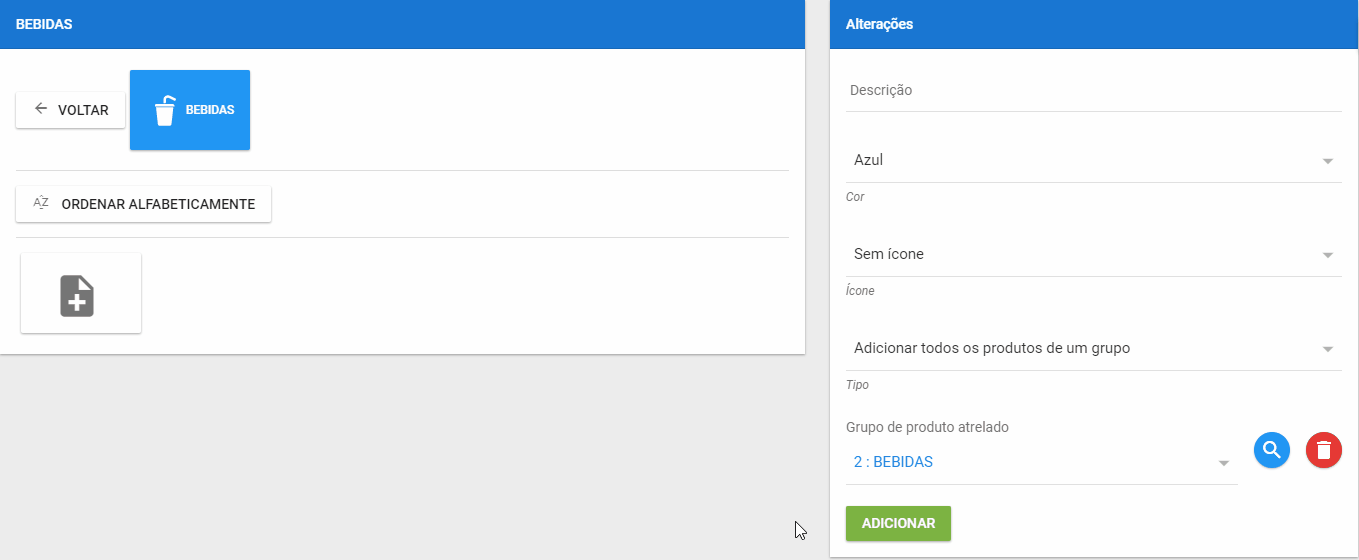 BEBIDAS
VOLTAR
BEBIDAS
AZ ORDENAR ALFABETICAMENTE
Alterações
Descrição
Azul
Cor
Sem ícone
Ícone
Adicionar todos os produtos de um grupo
Tipo
Grupo de produto atrelado
2 : BEBIDAS
ADICIONAR